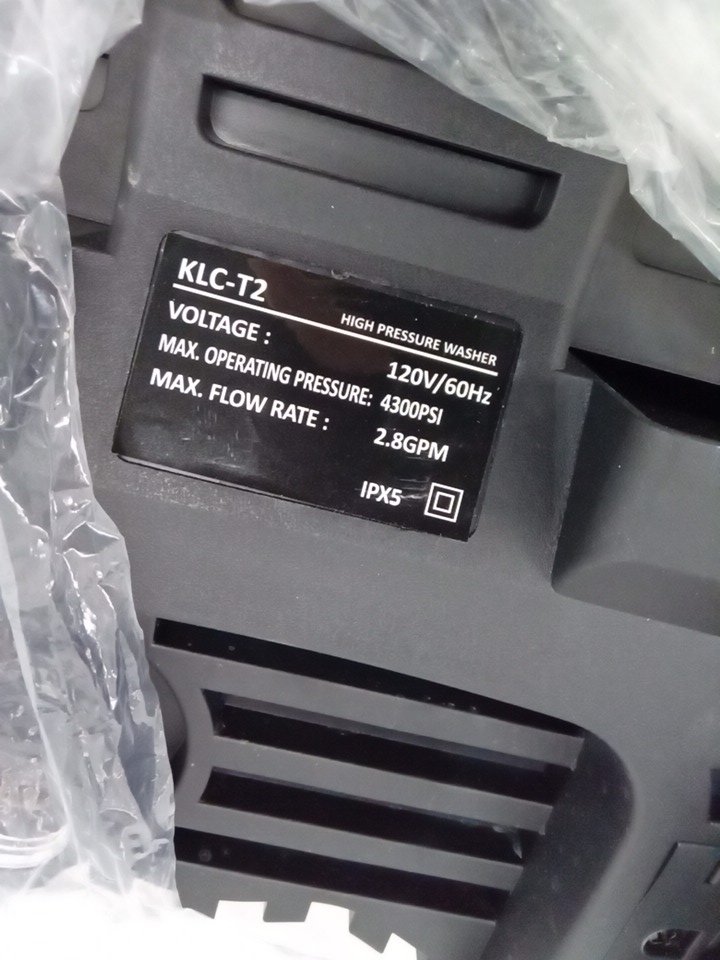 KLC-T2
HIGH PRESSURE WASHER
VOLTAGE : 120V/60Hz
MAX. OPERATING PRESSURE: 4300PSI
MAX. FLOW RATE : 2.8GPM
IPX5